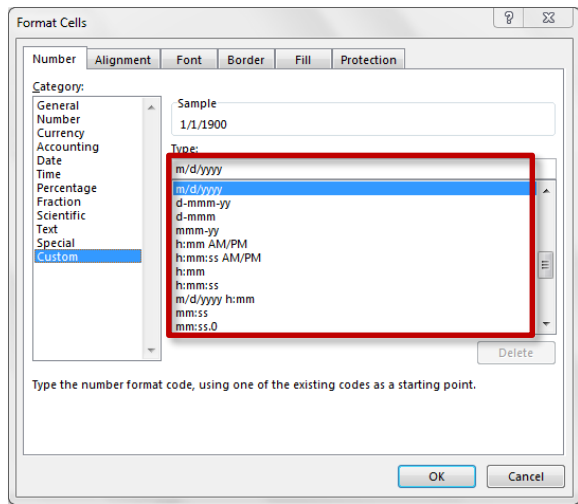 Format Cells
Number Alignment Font Border Fill Protection
Category:
General
Number
Currency
Accounting
Date
Time
Percentage
Fraction
Scientific
Text
Special
Custom
Sample
1/1/1900
Type:
m/d/yyyy
m/d/yyyy
d-mmm-yy
d-mmm
mmm-yy
h:mm AM/PM
h:mm:ss AM/PM
h:mm
h:mm:ss
m/d/yyyy h:mm
mm:ss
mm:ss.0
Delete
Type the number format code, using one of the existing codes as a starting point.
OK Cancel